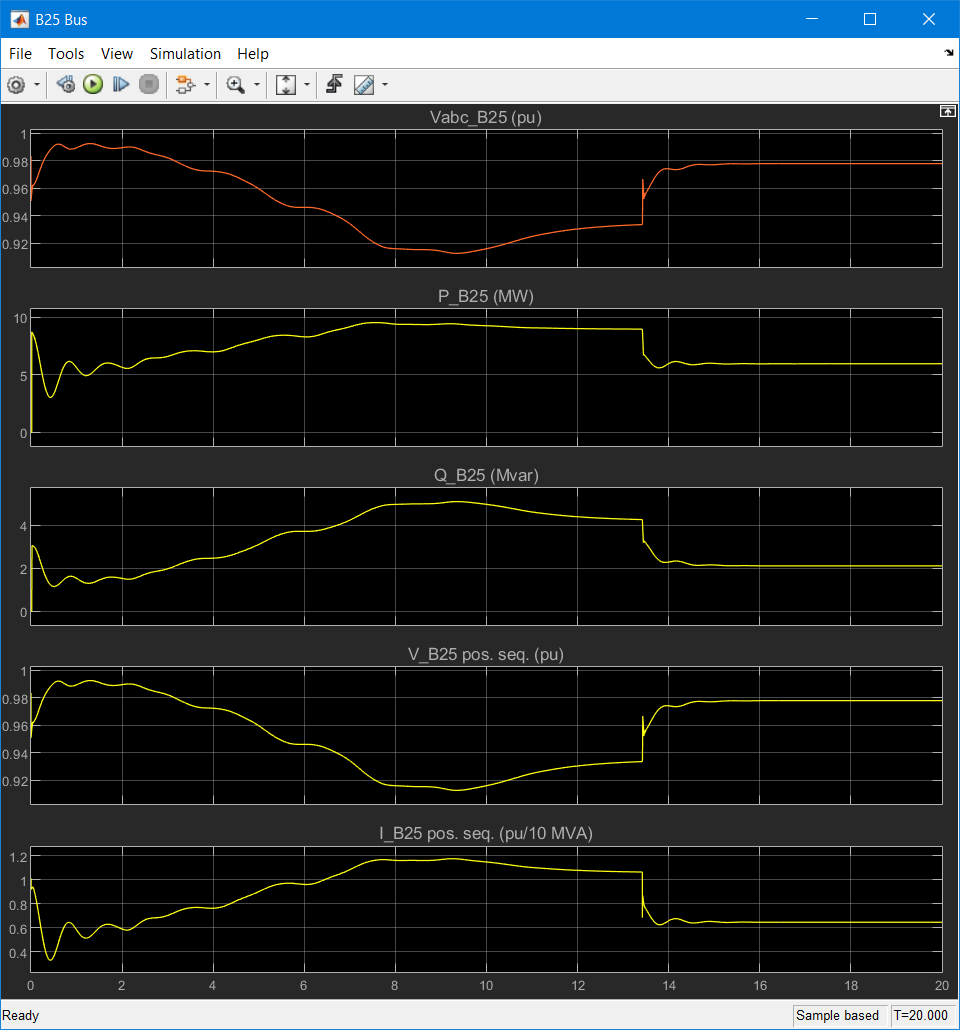 B25 Bus
File Tools View Simulation Help
Vabc_B25 (pu)
1
0.98
0.96
0.94
0.92
P_B25 (MW)
10
5
0
Q_B25 (Mvar)
4
2
0
V_B25 pos. seq. (pu)
1
0.98
0.96
0.94
0.92
I_B25 pos. seq. (pu/10 MVA)
1.2
1
0.8
0.6
0.4
0 2 4 6 8 10 12 14 16 18 20
Ready Sample based T=20.000